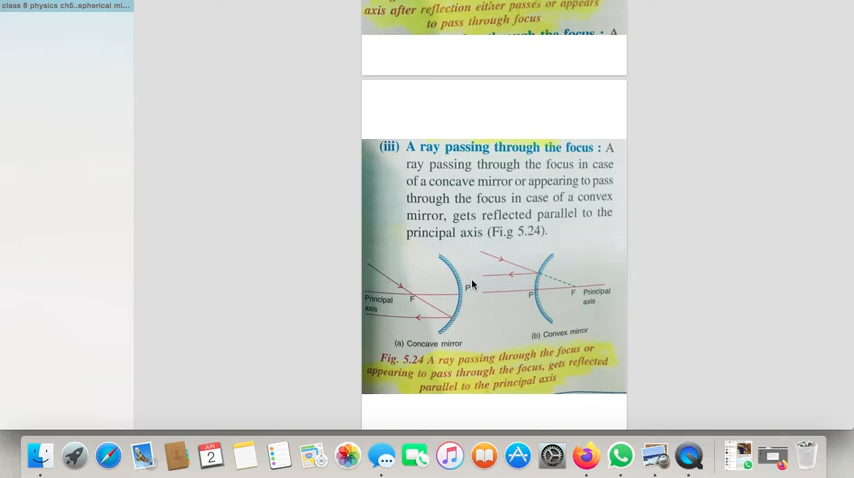 class 8 physics ch5..spherical mi...
axis after reflection either passes or appears
to pass through focus
(iii) A ray passing through the focus : A
ray passing through the focus in case
of a concave mirror or appearing to pass
through the focus in case of a convex
mirror, gets reflected parallel to the
principal axis (Fi.g 5.24).
Principal
axis
F
P
(a) Concave mirror
P
F
Principal
axis
(b) Convex mirror
Fig. 5.24 A ray passing through the focus or
appearing to pass through the focus, gets reflected
parallel to the principal axis
JUN
2